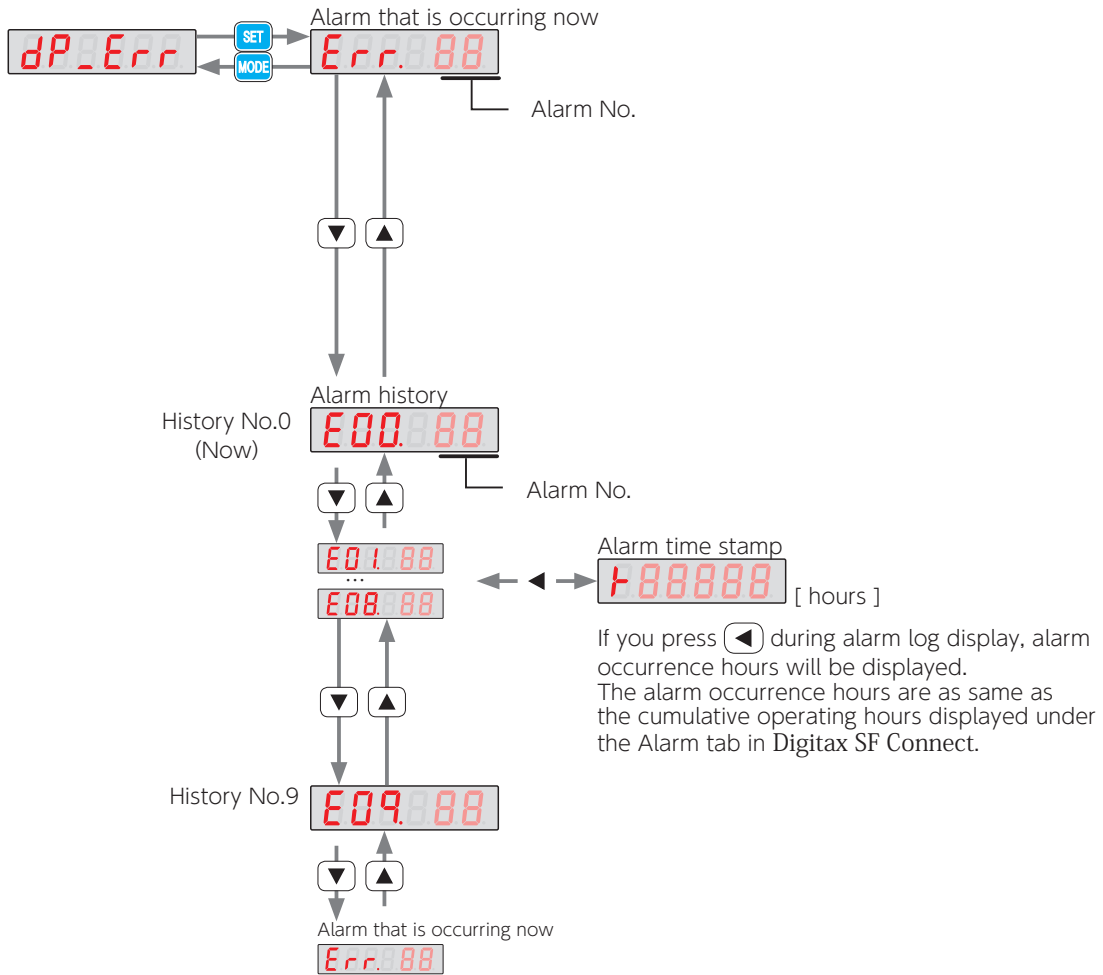 Alarm that is occurring now
dP_Err
SET
MODE
Err. 88
Alarm No.
Alarm history
History No.0
(Now)
E00. 88
Alarm No.
E01. 88
...
E08. 88
Alarm time stamp
t88888
[ hours ]
If you press ◀ during alarm log display, alarm
occurrence hours will be displayed.
The alarm occurrence hours are as same as
the cumulative operating hours displayed under
the Alarm tab in Digitax SF Connect.
History No.9
E09. 88
Alarm that is occurring now
Err. 88